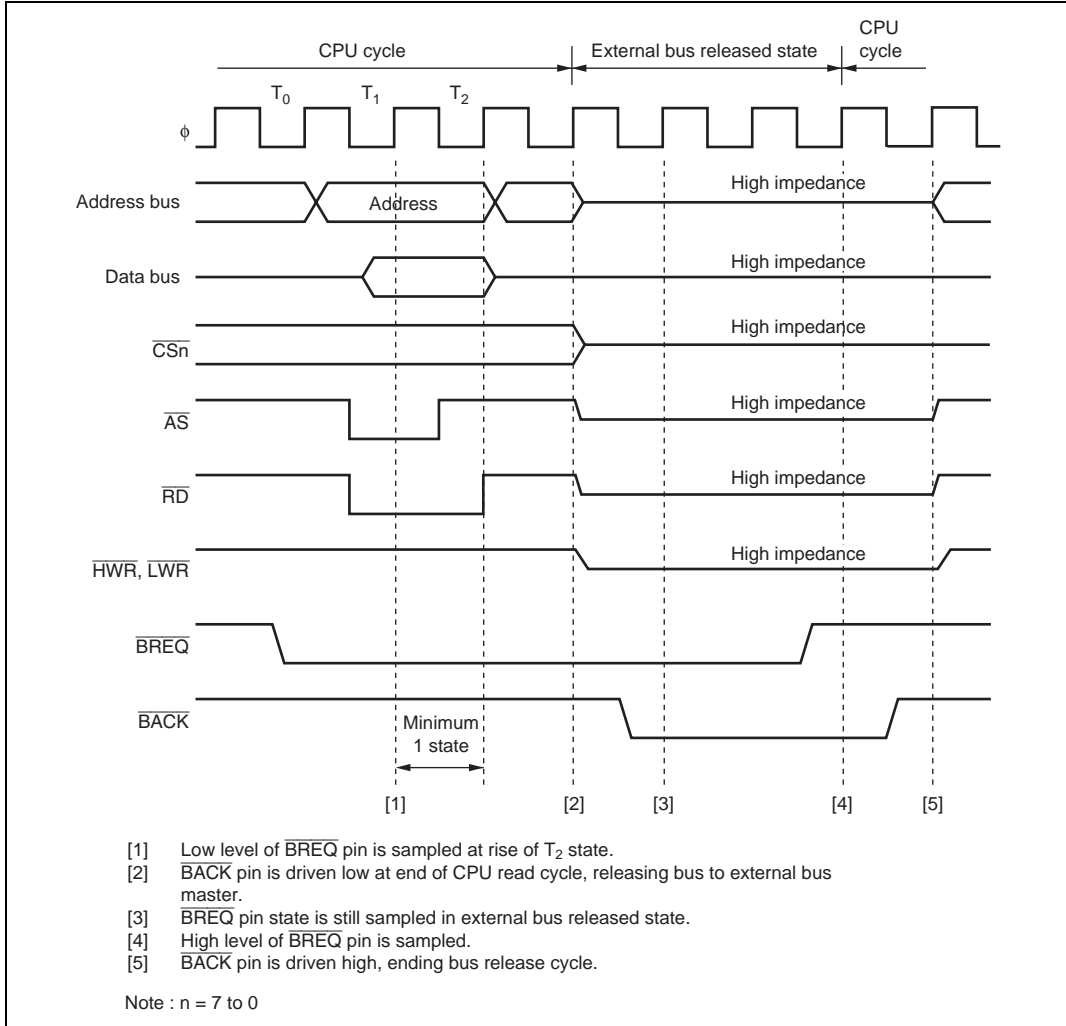 CPU cycle
External bus released state
CPU
cycle
T0
T1
T2
ϕ
Address bus
Address
High impedance
Data bus
High impedance
CSn
High impedance
AS
High impedance
RD
High impedance
HWR, LWR
High impedance
BREQ
BACK
Minimum
1 state
[1]
[2]
[3]
[4]
[5]
[1] Low level of BREQ pin is sampled at rise of T2 state.
[2] BACK pin is driven low at end of CPU read cycle, releasing bus to external bus
master.
[3] BREQ pin state is still sampled in external bus released state.
[4] High level of BREQ pin is sampled.
[5] BACK pin is driven high, ending bus release cycle.
Note : n = 7 to 0